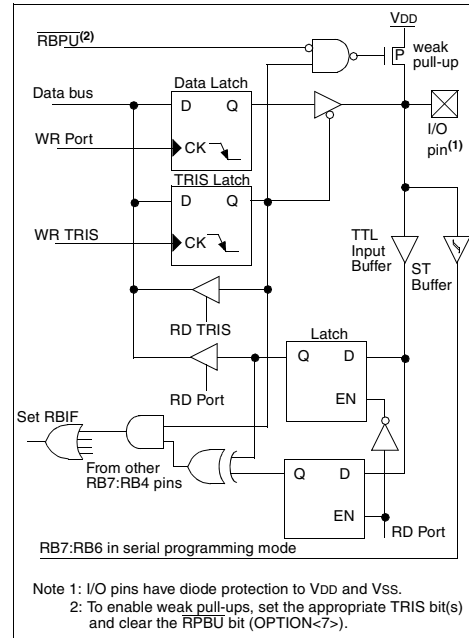 VDD
RBPU(2)
P
weak
pull-up
Data Latch
Data bus
D Q
I/O
pin(1)
WR Port
CK
TRIS Latch
D Q
WR TRIS
CK
TTL
Input
Buffer
ST
Buffer
RD TRIS
Latch
Q D
RD Port
EN
Set RBIF
From other
RB7:RB4 pins
Q D
EN
RD Port
RB7:RB6 in serial programming mode
Note 1: I/O pins have diode protection to VDD and VSS.
2: To enable weak pull-ups, set the appropriate TRIS bit(s)
and clear the RPBU bit (OPTION<7>).